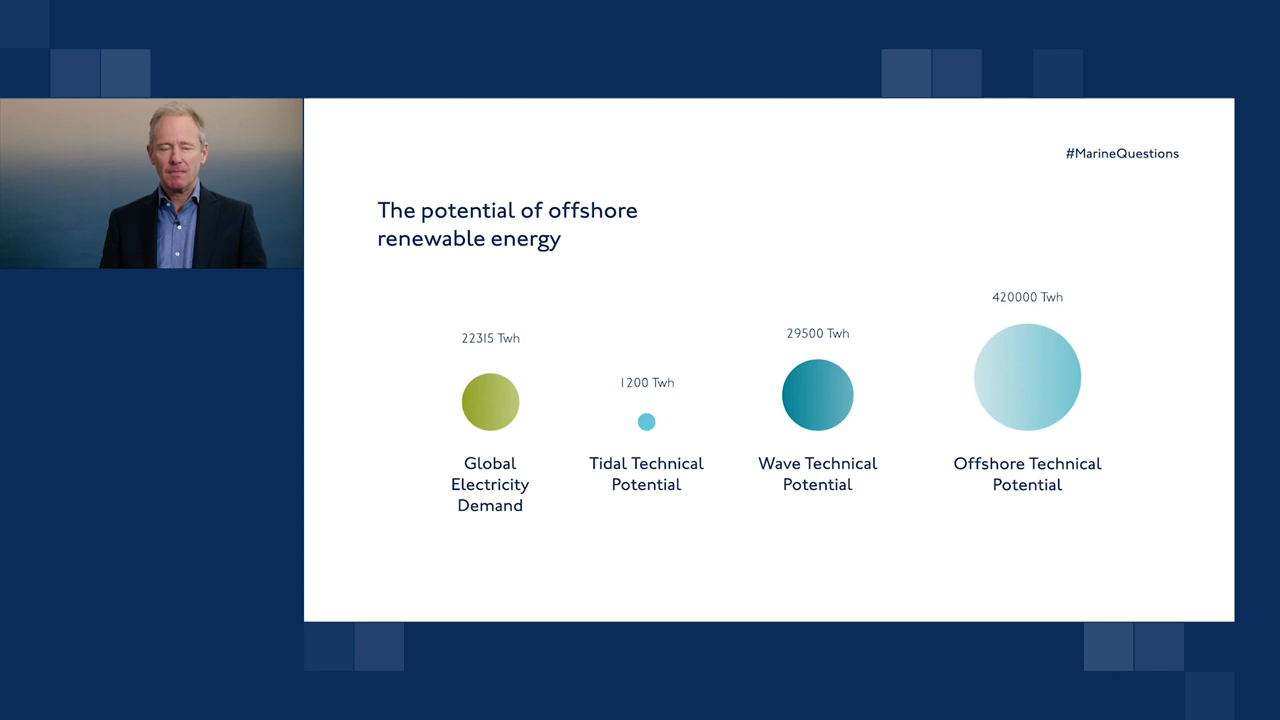 #MarineQuestions
The potential of offshore
renewable energy
22315 Twh
1200 Twh
29500 Twh
420000 Twh
Global
Electricity
Demand
Tidal Technical
Potential
Wave Technical
Potential
Offshore Technical
Potential